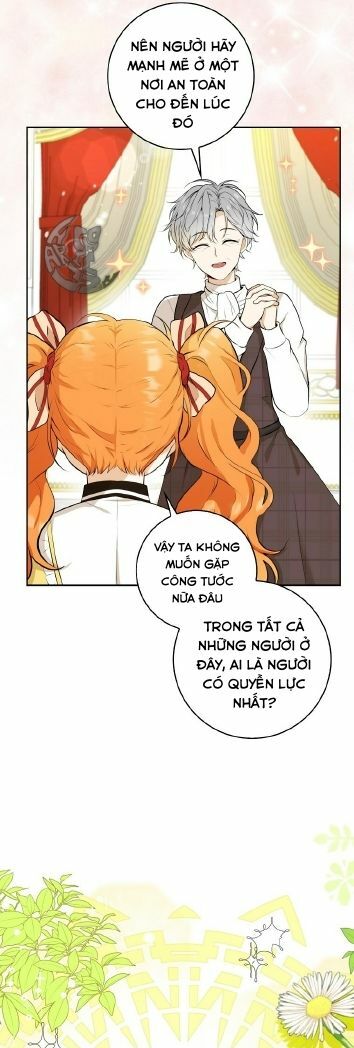 NÊN NGƯỜI HÃY
MẠNH MẼ Ở MỘT
NƠI AN TOÀN
CHO ĐẾN LÚC
ĐÓ
VẬY TA KHÔNG
MUỐN GẶP
CÔNG TƯỚC
NỮA ĐÂU
TRONG TẤT CẢ
NHỮNG NGƯỜI Ở
ĐÂY, AI LÀ NGƯỜI
CÓ QUYỀN LỰC
NHẤT?